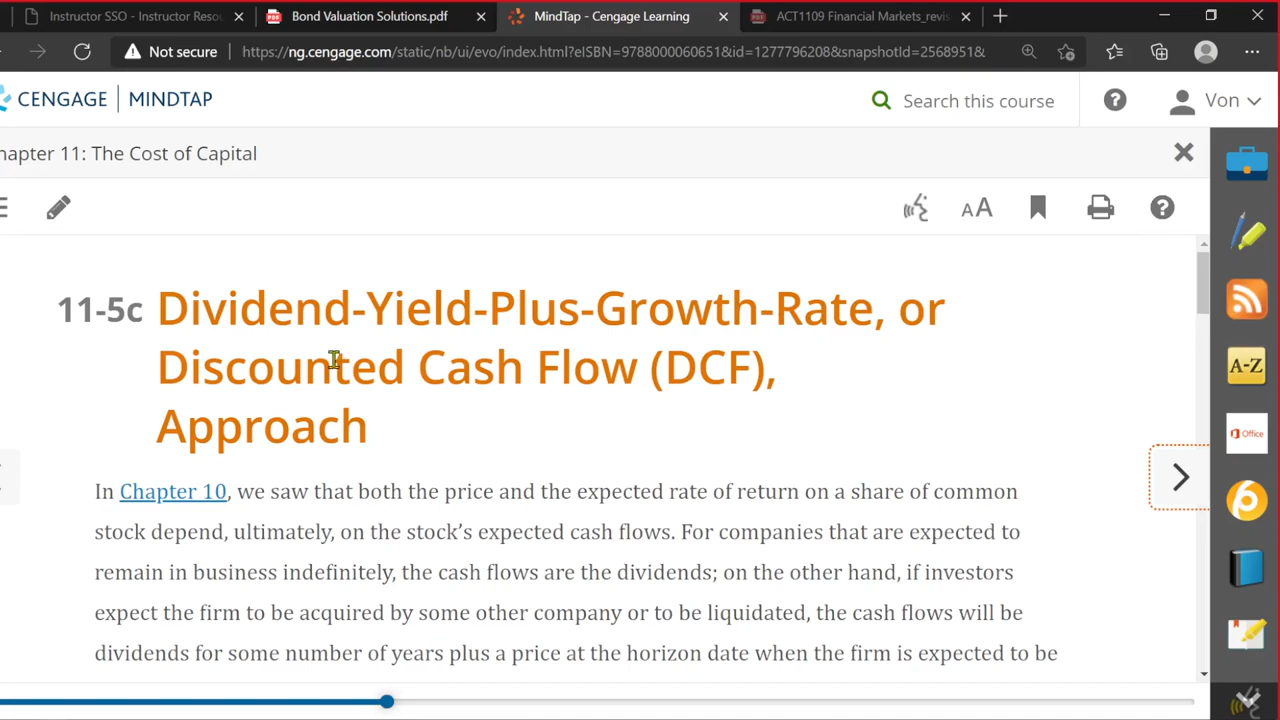 Instructor SSO - Instructor Resou
Bond Valuation Solutions.pdf
MindTap - Cengage Learning
ACT1109 Financial Markets_revis
Not secure
https://ng.cengage.com/static/nb/ui/evo/index.html?eISBN=9788000060651&id=1277796208&snapshotId=2568951&
CENGAGE | MINDTAP
Search this course
Von
hapter 11: The Cost of Capital
AA
11-5c Dividend-Yield-Plus-Growth-Rate, or
Discounted Cash Flow (DCF),
Approach
In Chapter 10, we saw that both the price and the expected rate of return on a share of common
stock depend, ultimately, on the stock’s expected cash flows. For companies that are expected to
remain in business indefinitely, the cash flows are the dividends; on the other hand, if investors
expect the firm to be acquired by some other company or to be liquidated, the cash flows will be
dividends for some number of years plus a price at the horizon date when the firm is expected to be
A-Z
Office